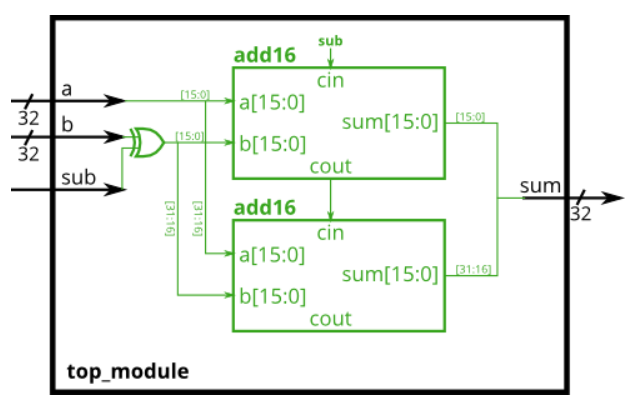 sub
add16
cin
a
[15:0]
a[15:0]
32
sum[15:0]
[15:0]
b
[15:0]
b[15:0]
32
cout
sub
sum
32
add16
[31:16]
[31:16]
cin
a[15:0]
sum[15:0]
[31:16]
b[15:0]
cout
top_module